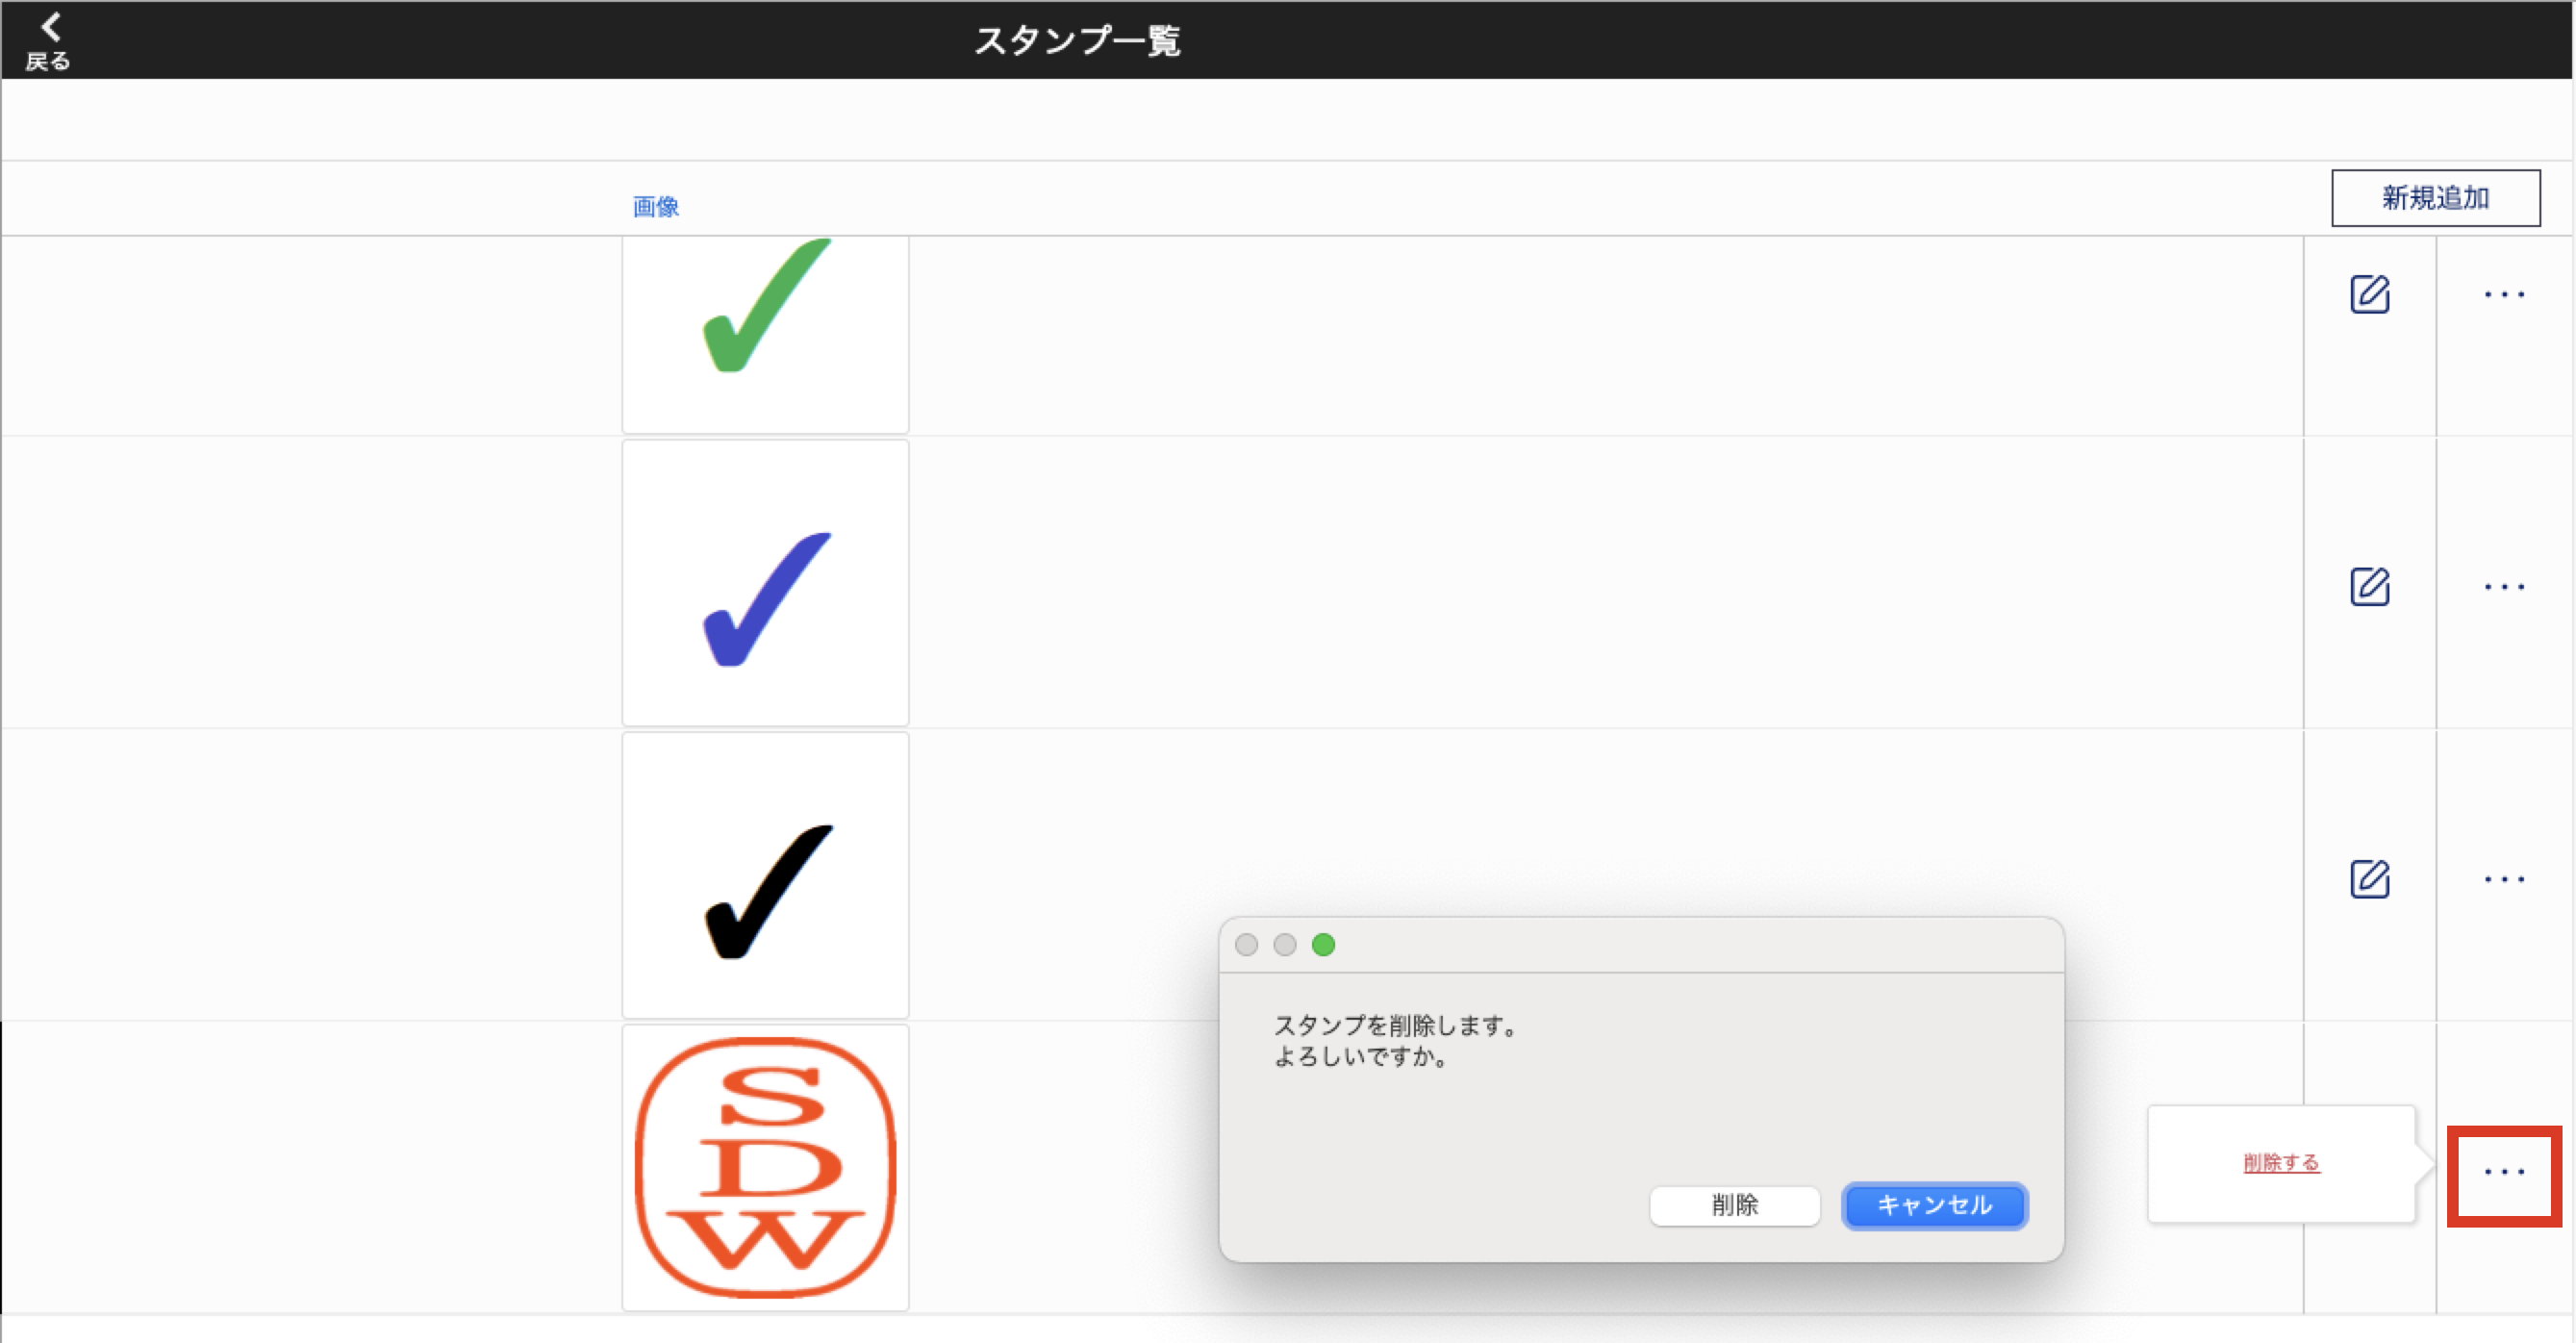 戻る
スタンプ一覧
画像
新規追加
スタンプを削除します。
よろしいですか。
削除
キャンセル
削除する
S
D
W